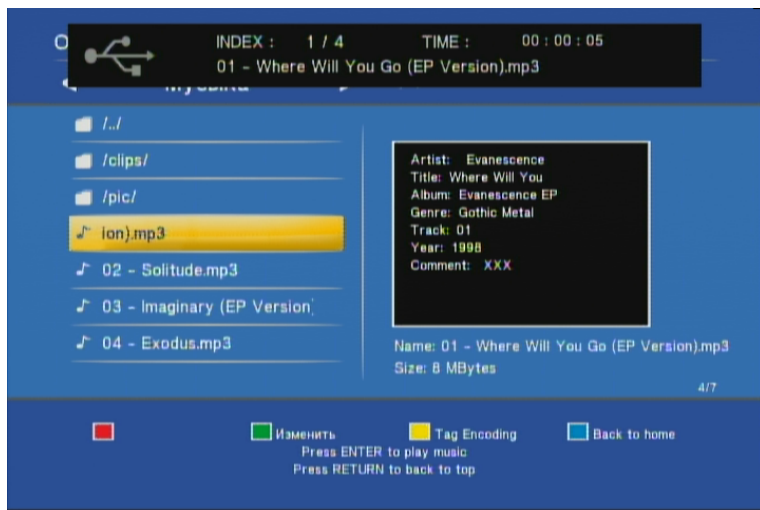 O
INDEX : 1 / 4 TIME : 00 : 00 : 05
01 - Where Will You Go (EP Version).mp3
Музыка
/../
/clips/
/pic/
ion).mp3
02 - Solitude.mp3
03 - Imaginary (EP Version)
04 - Exodus.mp3
Artist: Evanescence
Title: Where Will You
Album: Evanescence EP
Genre: Gothic Metal
Track: 01
Year: 1998
Comment: XXX
Name: 01 - Where Will You Go (EP Version).mp3
Size: 8 MBytes
4/7
Изменить Tag Encoding Back to home
Press ENTER to play music
Press RETURN to back to top